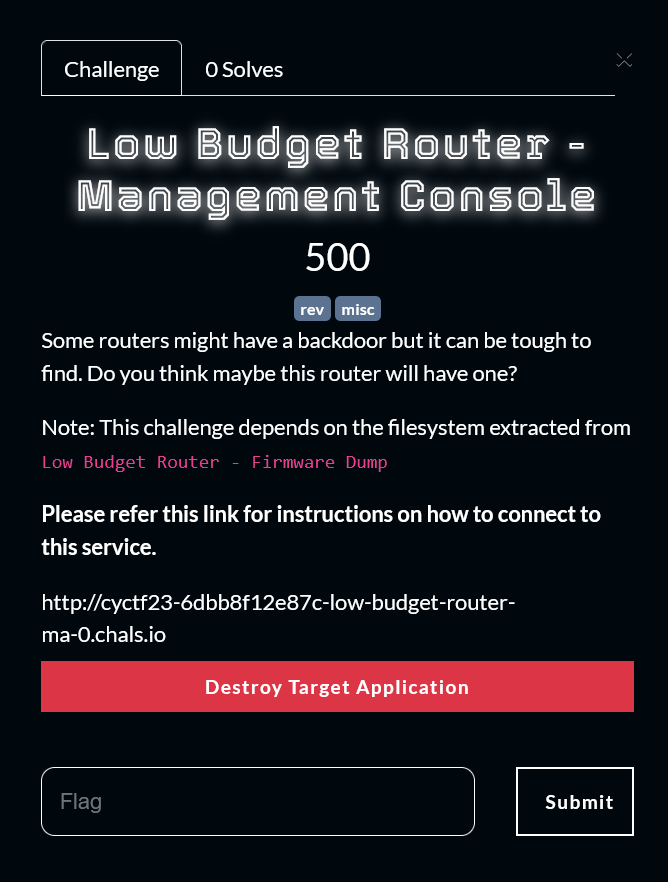 Challenge
0 Solves
Low Budget Router -
Management Console
500
rev misc
Some routers might have a backdoor but it can be tough to
find. Do you think maybe this router will have one?
Note: This challenge depends on the filesystem extracted from
Low Budget Router - Firmware Dump
Please refer this link for instructions on how to connect to
this service.
http://cyctf23-6dbb8f12e87c-low-budget-router-
ma-0.chals.io
Destroy Target Application
Flag
Submit